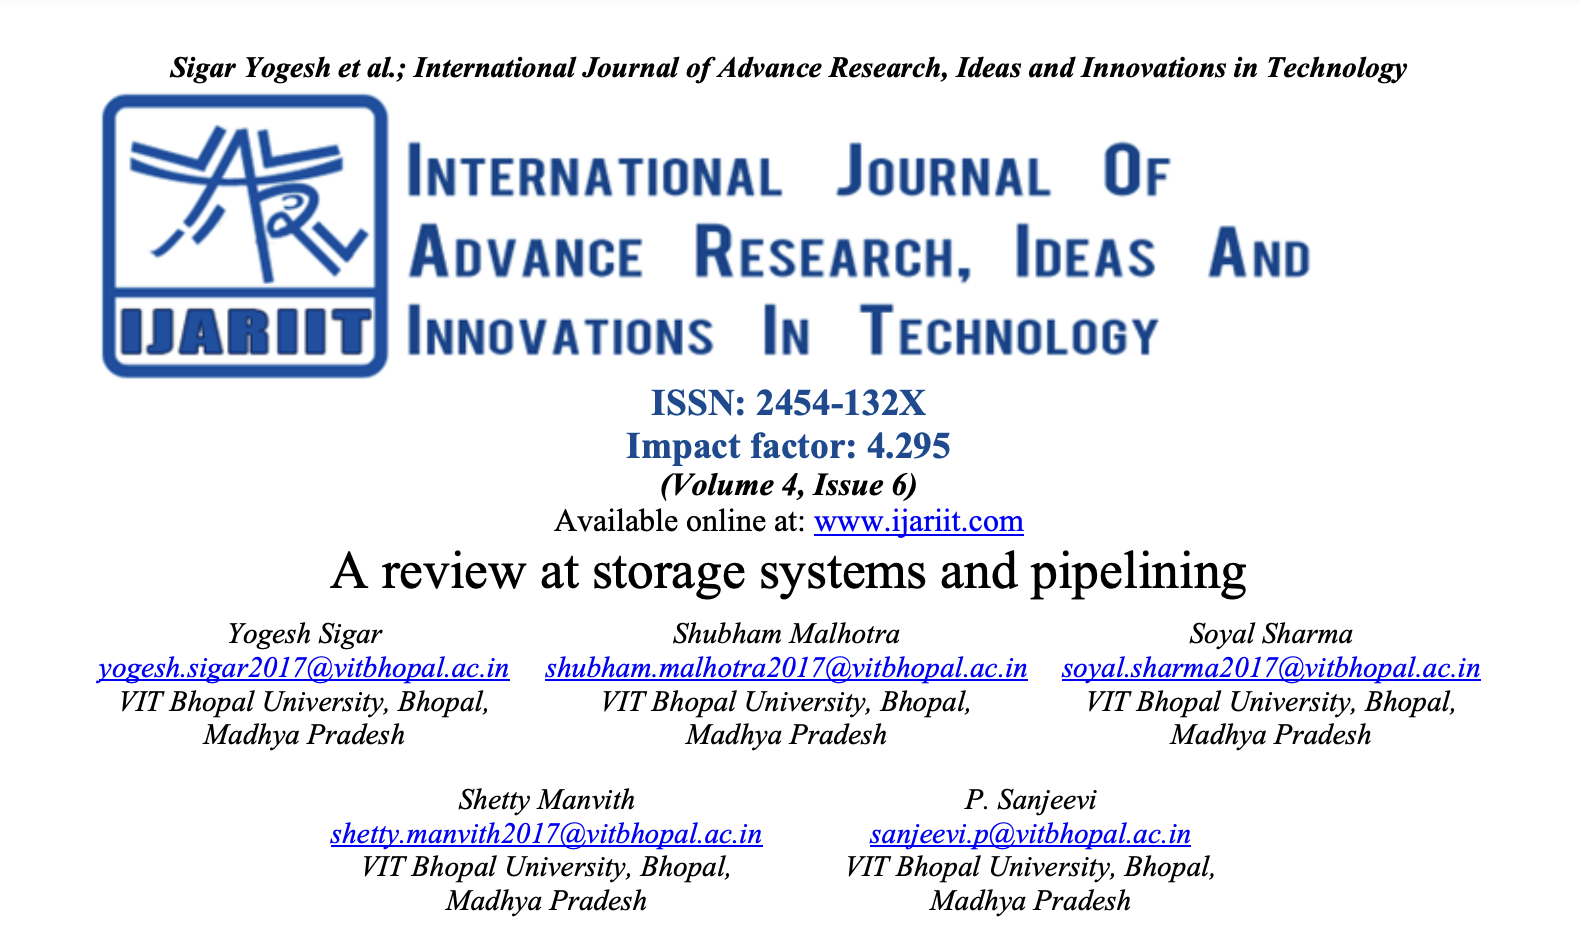 Sigar Yogesh et al.; International Journal of Advance Research, Ideas and Innovations in Technology
IJARIIT
INTERNATIONAL JOURNAL OF
ADVANCE RESEARCH, IDEAS AND
INNOVATIONS IN TECHNOLOGY
ISSN: 2454-132X
Impact factor: 4.295
(Volume 4, Issue 6)
Available online at: www.ijariit.com
A review at storage systems and pipelining
Yogesh Sigar
yogesh.sigar2017@vitbhopal.ac.in
VIT Bhopal University, Bhopal,
Madhya Pradesh
Shubham Malhotra
shubham.malhotra2017@vitbhopal.ac.in
VIT Bhopal University, Bhopal,
Madhya Pradesh
Soyal Sharma
soyal.sharma2017@vitbhopal.ac.in
VIT Bhopal University, Bhopal,
Madhya Pradesh
Shetty Manvith
shetty.manvith2017@vitbhopal.ac.in
VIT Bhopal University, Bhopal,
Madhya Pradesh
P. Sanjeevi
sanjeevi.p@vitbhopal.ac.in
VIT Bhopal University, Bhopal,
Madhya Pradesh